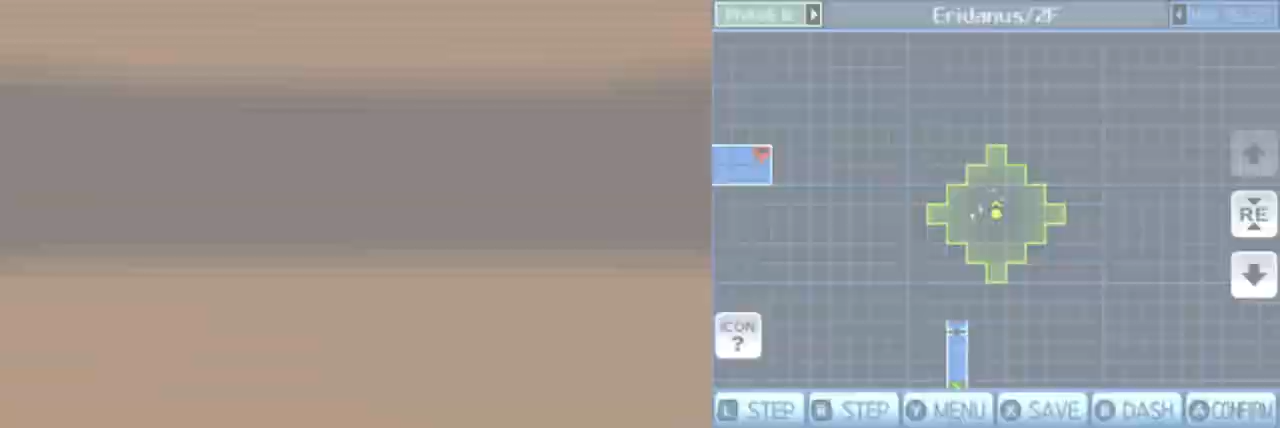 Eridanus/2F
RE
ICON
?
L STEP R STEP Y MENU X SAVE B DASH A CONFIRM